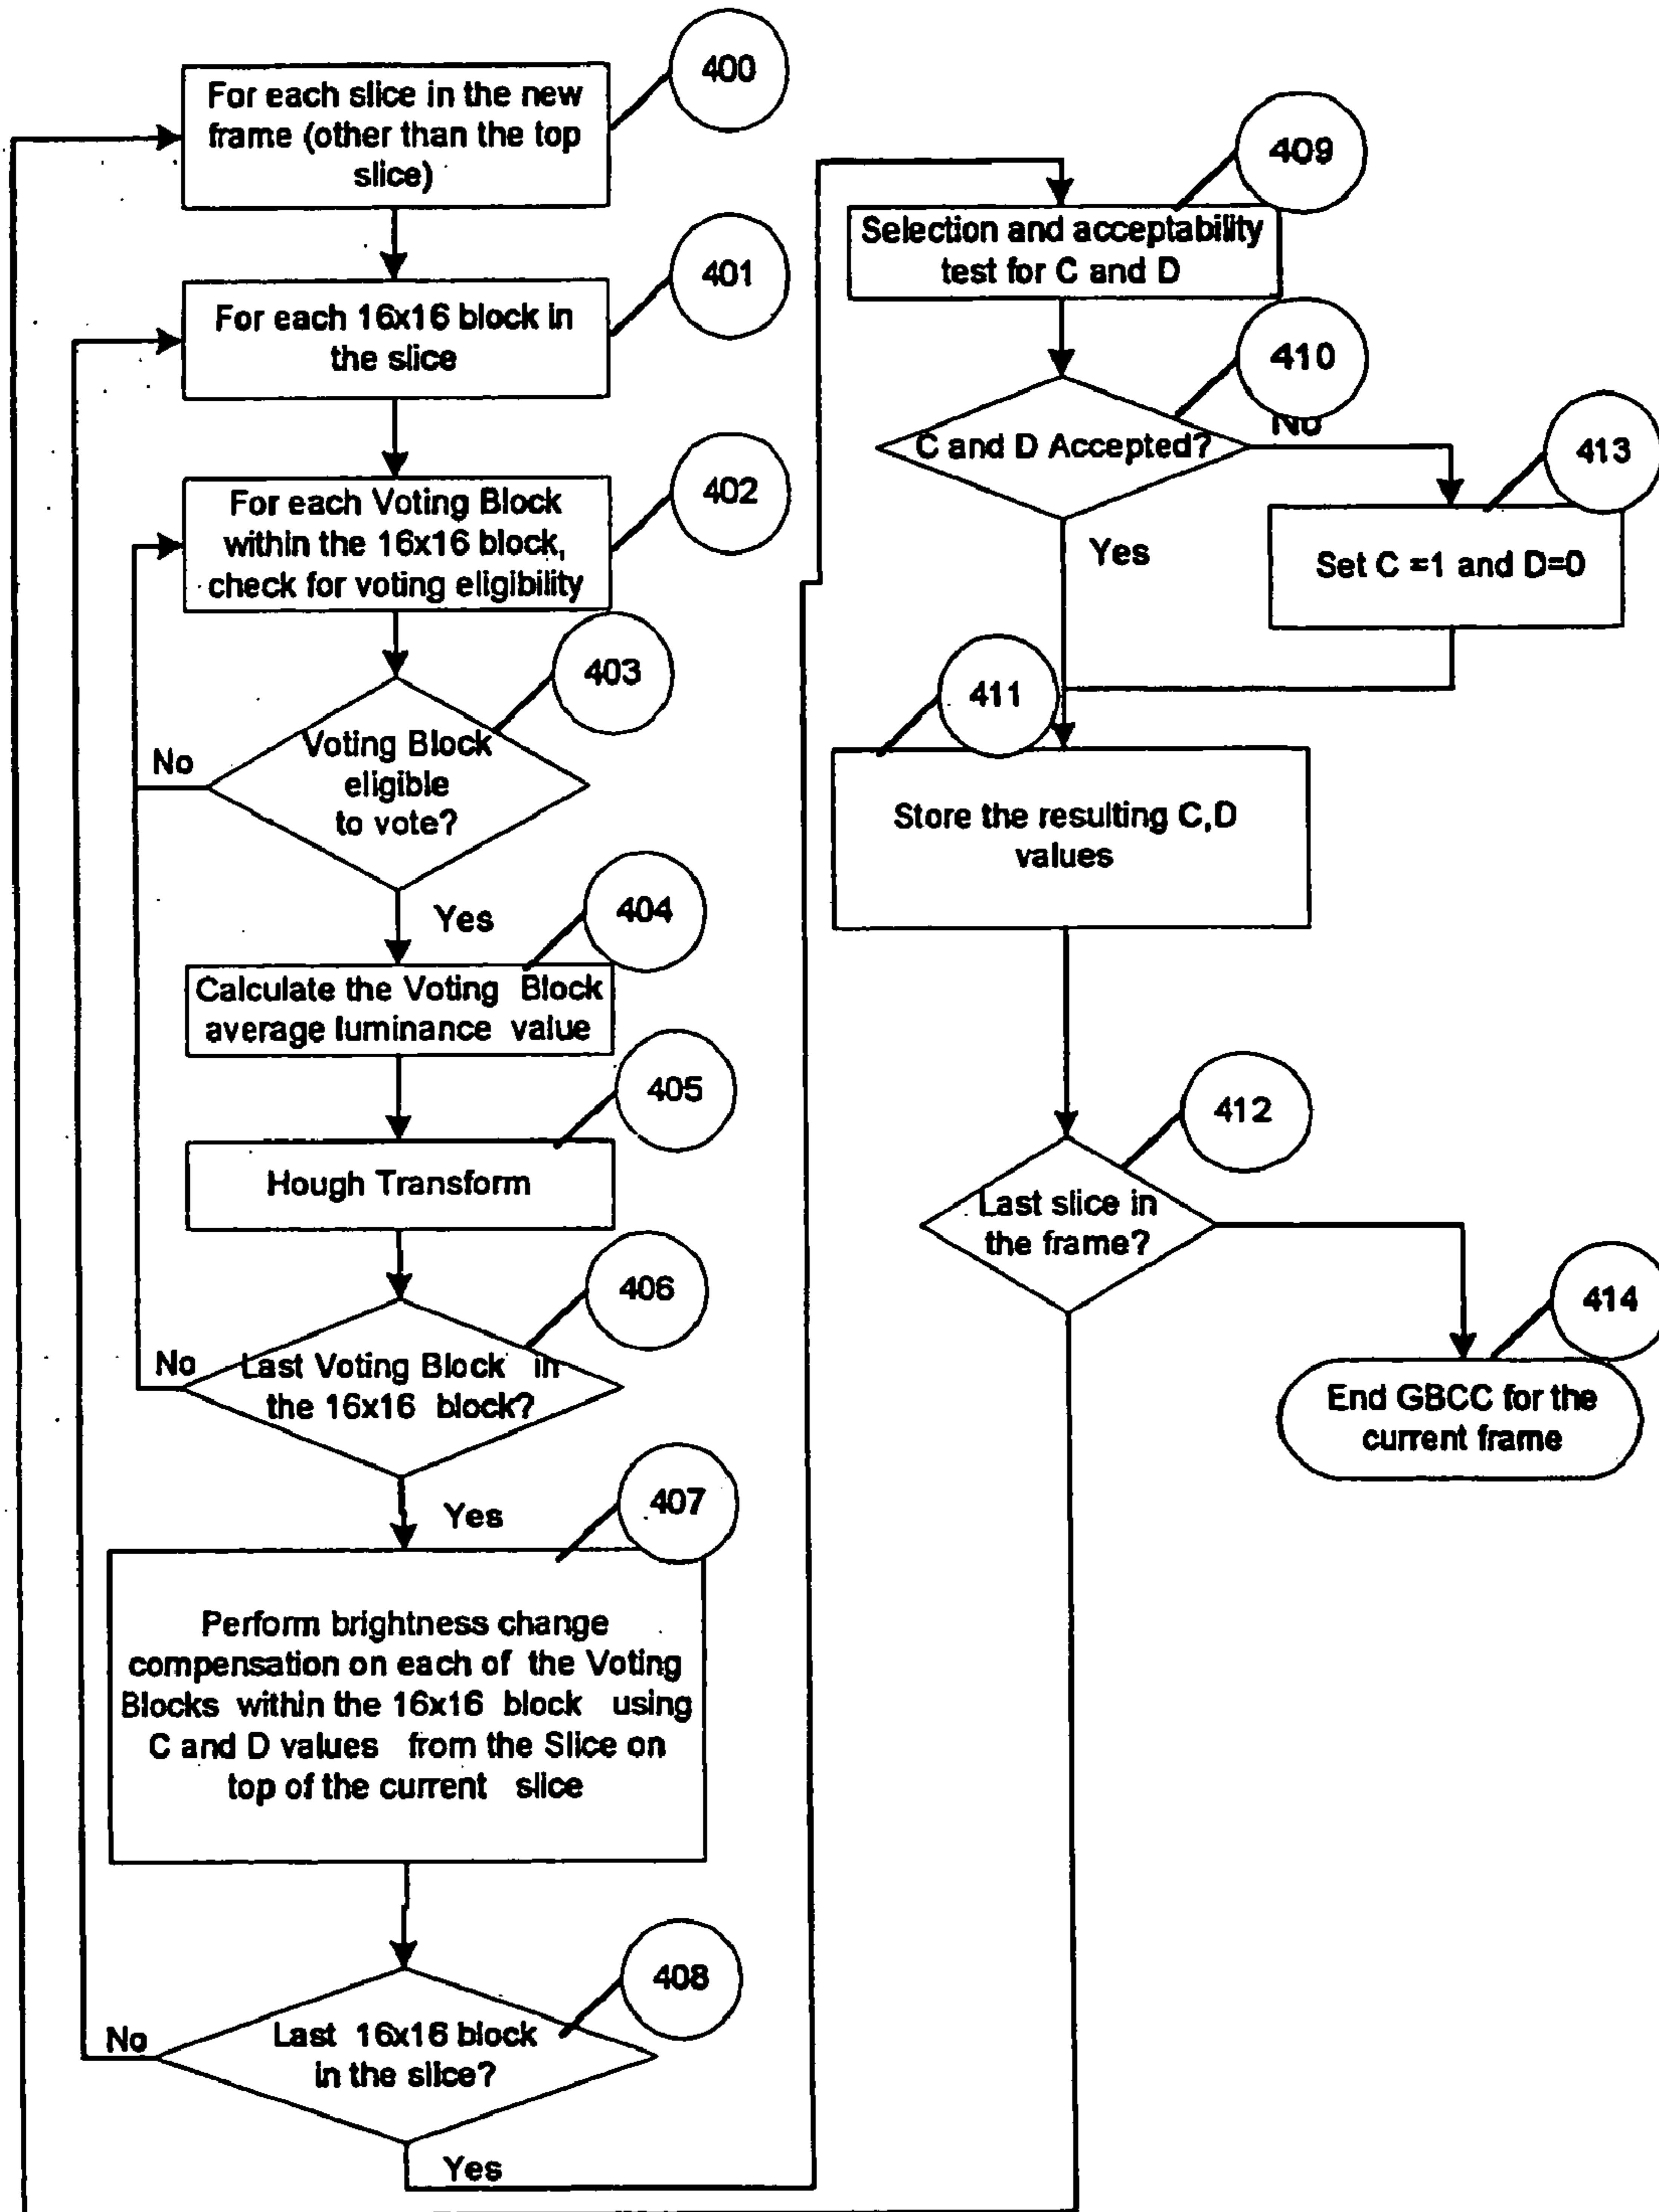 400
For each slice in the new
frame (other than the top
slice)
401
For each 16x16 block in
the slice
402
For each Voting Block
within the 16x16 block,
check for voting eligibility
403
Voting Block
eligible
to vote?
No
Yes
404
Calculate the Voting Block
average luminance value
405
Hough Transform
406
Last Voting Block in
the 16x16 block?
No
Yes
407
Perform brightness change
compensation on each of the Voting
Blocks within the 16x16 block using
C and D values from the Slice on
top of the current slice
408
Last 16x16 block
in the slice?
No
Yes
409
Selection and acceptability
test for C and D
410
C and D Accepted?
No
Yes
413
Set C =1 and D=0
411
Store the resulting C,D
values
412
Last slice in
the frame?
414
End GBCC for the
current frame